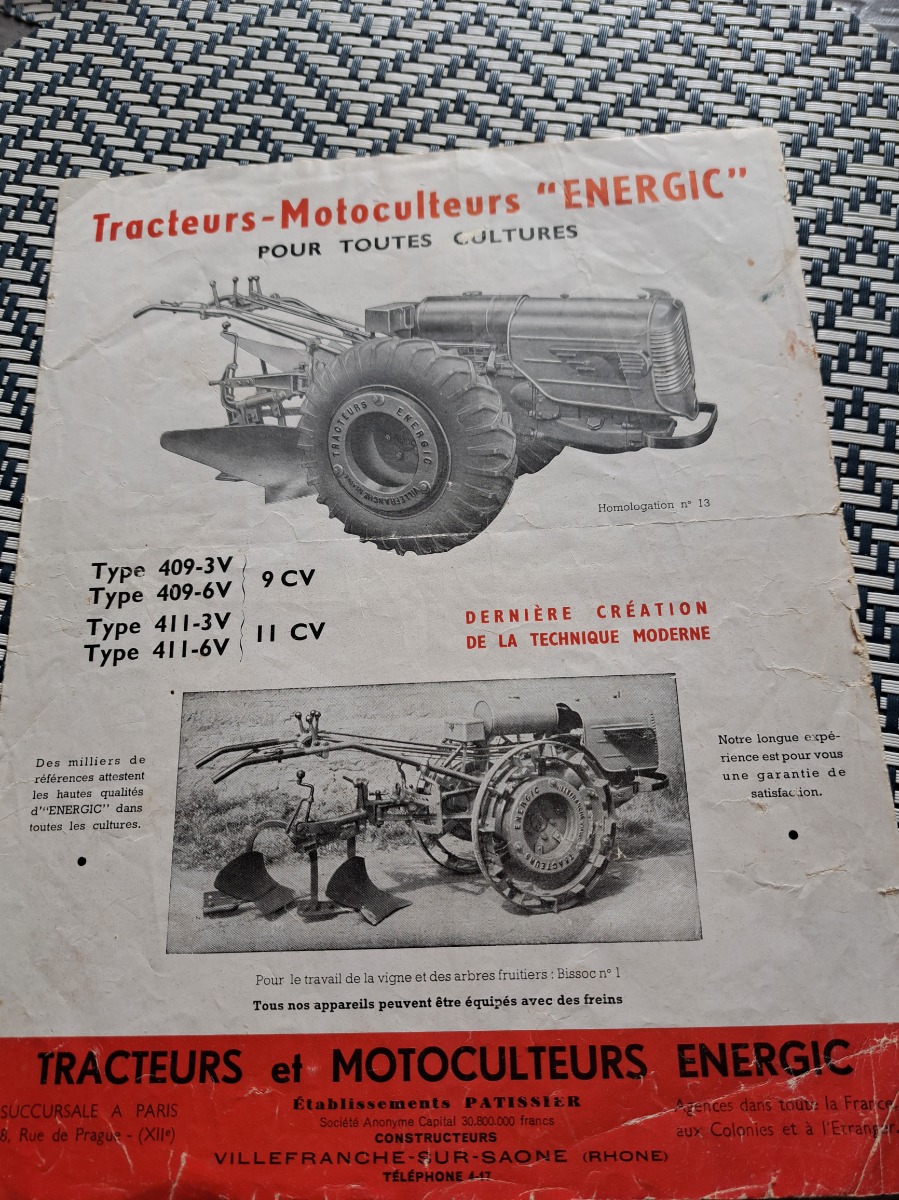 Tracteurs-Motoculteurs "ENERGIC"
POUR TOUTES CULTURES
TRACTEURS ENERGIC
VILLEFRANCHE
Homologation n° 13
Type 409-3V
Type 409-6V
9 CV
Type 411-3V
Type 411-6V
11 CV
DERNIÈRE CRÉATION
DE LA TECHNIQUE MODERNE
Des milliers de
références attestent
les hautes qualités
d'"ENERGIC" dans
toutes les cultures.
Notre longue expé-
rience est pour vous
une garantie de
satisfaction.
ENERGIC
TRACTEURS
Pour le travail de la vigne et des arbres fruitiers : Bissoc n° 1
Tous nos appareils peuvent être équipés avec des freins
TRACTEURS et MOTOCULTEURS ENERGIC
SUCCURSALE A PARIS
8, Rue de Prague - (XIIe)
Établissements PATISSIER
Société Anonyme Capital 30.800.000 francs
CONSTRUCTEURS
VILLEFRANCHE-SUR-SAONE (RHONE)
TÉLÉPHONE 4-17
Agences dans toute la France,
aux Colonies et à l'Etranger.